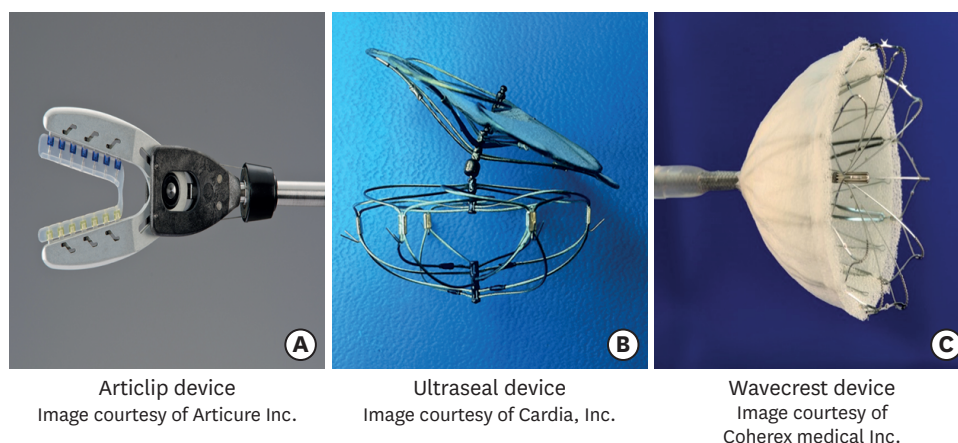 A
B
C
Articlip device
Image courtesy of Articure Inc.
Ultraseal device
Image courtesy of Cardia, Inc.
Wavecrest device
Image courtesy of
Coherex medical Inc.